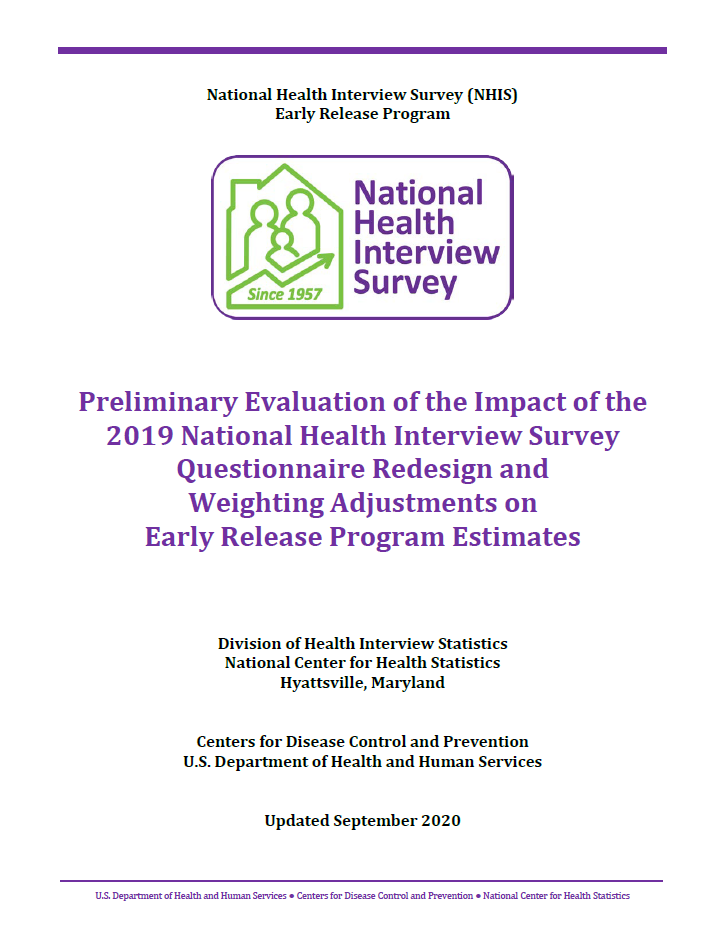 National Health Interview Survey (NHIS)
Early Release Program
National
Health
Interview
Survey
Since 1957
Preliminary Evaluation of the Impact of the
2019 National Health Interview Survey
Questionnaire Redesign and
Weighting Adjustments on
Early Release Program Estimates
Division of Health Interview Statistics
National Center for Health Statistics
Hyattsville, Maryland
Centers for Disease Control and Prevention
U.S. Department of Health and Human Services
Updated September 2020
U.S. Department of Health and Human Services ● Centers for Disease Control and Prevention ● National Center for Health Statistics